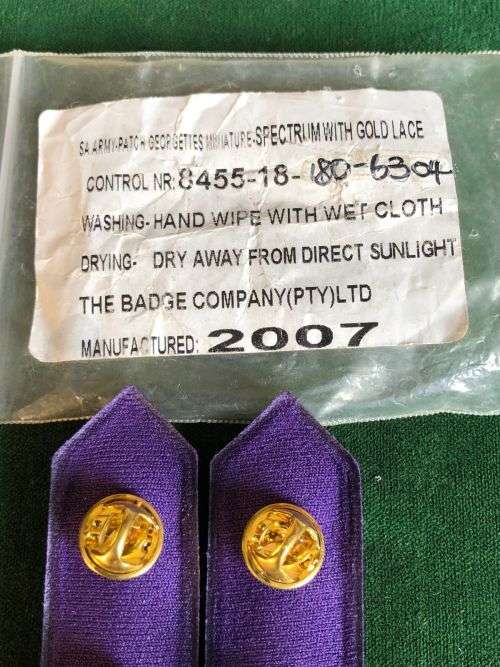 SA ARMY-PATCH GEORGETTES MINIATURE-SPECTRUM WITH GOLD LACE
CONTROL NR: 8455-18-180-6304
WASHING- HAND WIPE WITH WET CLOTH
DRYING- DRY AWAY FROM DIRECT SUNLIGHT
THE BADGE COMPANY(PTY)LTD
MANUFACTURED: 2007